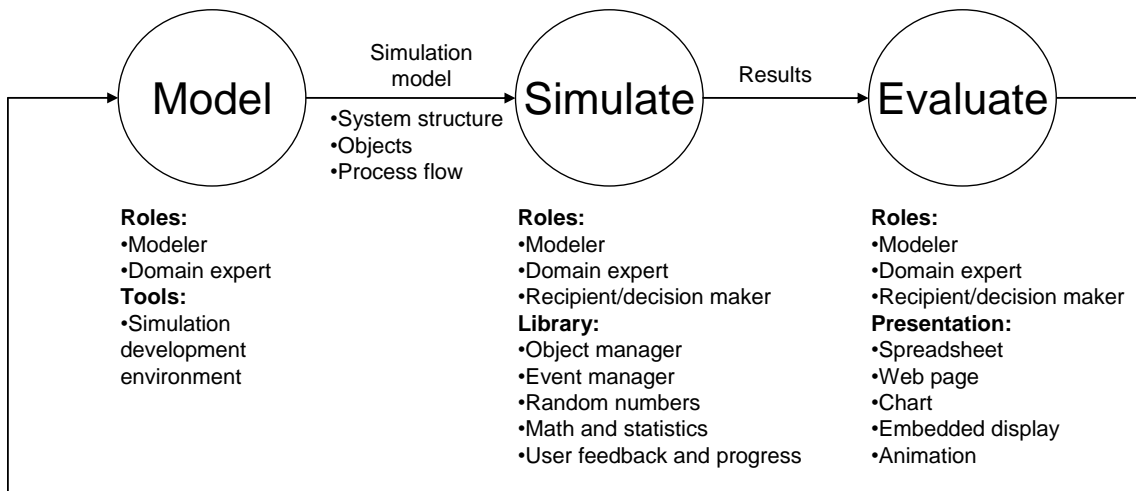 Model
Simulation
model
•System structure
•Objects
•Process flow
Simulate
Results
Evaluate
Roles:
•Modeler
•Domain expert
Tools:
•Simulation
development
environment
Roles:
•Modeler
•Domain expert
•Recipient/decision maker
Library:
•Object manager
•Event manager
•Random numbers
•Math and statistics
•User feedback and progress
Roles:
•Modeler
•Domain expert
•Recipient/decision maker
Presentation:
•Spreadsheet
•Web page
•Chart
•Embedded display
•Animation